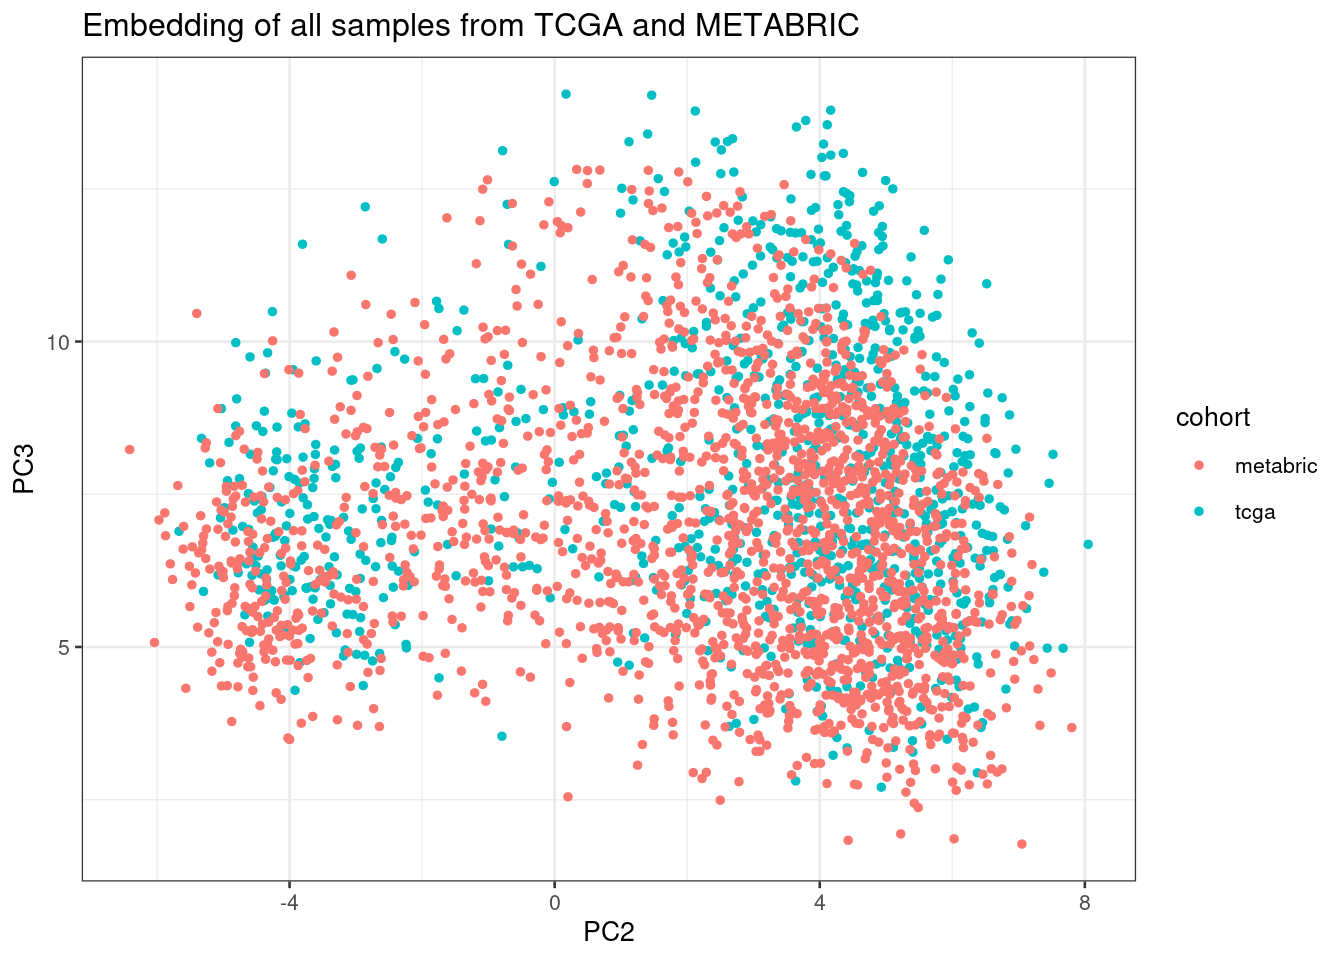 Embedding of all samples from TCGA and METABRIC
PC3
10
5
-4
0
4
8
PC2
cohort
metabric
tcga